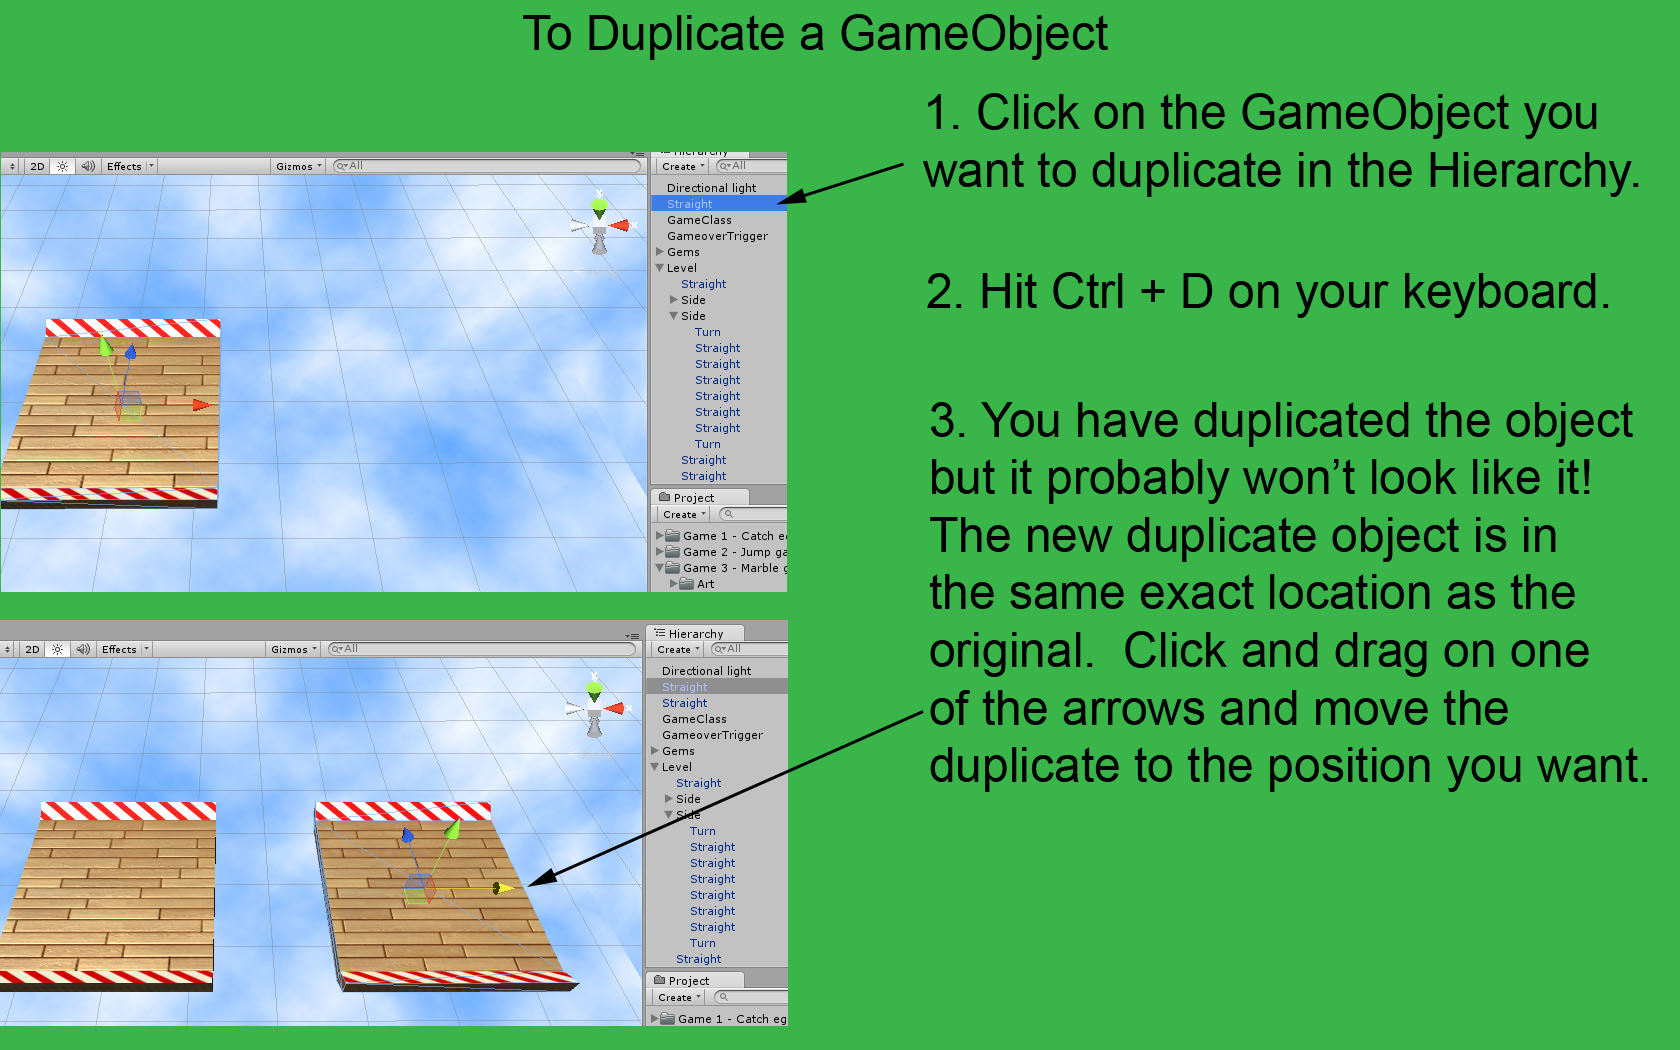 To Duplicate a GameObject
1. Click on the GameObject you
want to duplicate in the Hierarchy.
2. Hit Ctrl + D on your keyboard.
3. You have duplicated the object
but it probably won't look like it!
The new duplicate object is in
the same exact location as the
original.  Click and drag on one
of the arrows and move the
duplicate to the position you want.
2D Effects Gizmos All
Hierarchy
Create All
Directional light
Straight
GameClass
GameoverTrigger
Gems
Level
Straight
Side
Side
Turn
Straight
Straight
Straight
Straight
Straight
Straight
Turn
Straight
Straight
Project
Create
Game 1 - Catch e
Game 2 - Jump ga
Game 3 - Marble g
Art
x
2D Effects Gizmos All
Hierarchy
Create All
Directional light
Straight
Straight
GameClass
GameoverTrigger
Gems
Level
Straight
Side
Side
Turn
Straight
Straight
Straight
Straight
Straight
Straight
Turn
Straight
Project
Create
Game 1 - Catch eg
x